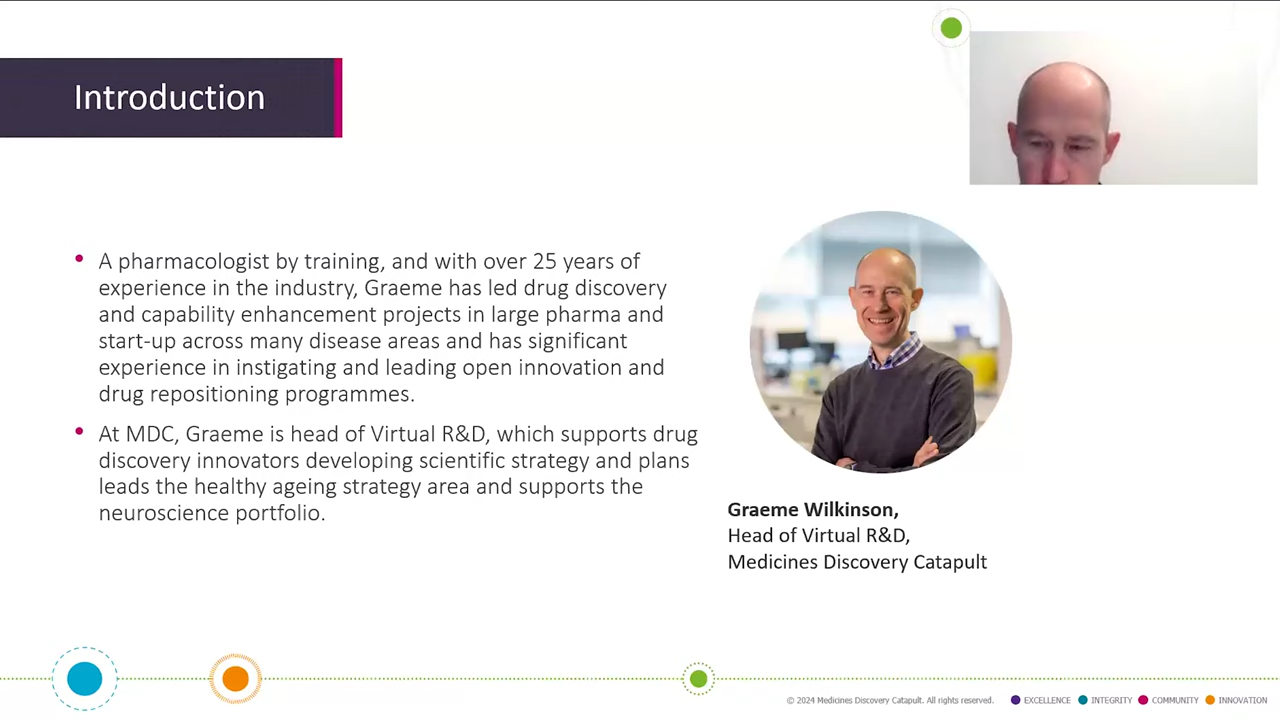 Introduction
• A pharmacologist by training, and with over 25 years of
experience in the industry, Graeme has led drug discovery
and capability enhancement projects in large pharma and
start-up across many disease areas and has significant
experience in instigating and leading open innovation and
drug repositioning programmes.
• At MDC, Graeme is head of Virtual R&D, which supports drug
discovery innovators developing scientific strategy and plans
leads the healthy ageing strategy area and supports the
neuroscience portfolio.
Graeme Wilkinson,
Head of Virtual R&D,
Medicines Discovery Catapult
© 2024 Medicines Discovery Catapult. All rights reserved. EXCELLENCE INTEGRITY COMMUNITY INNOVATION